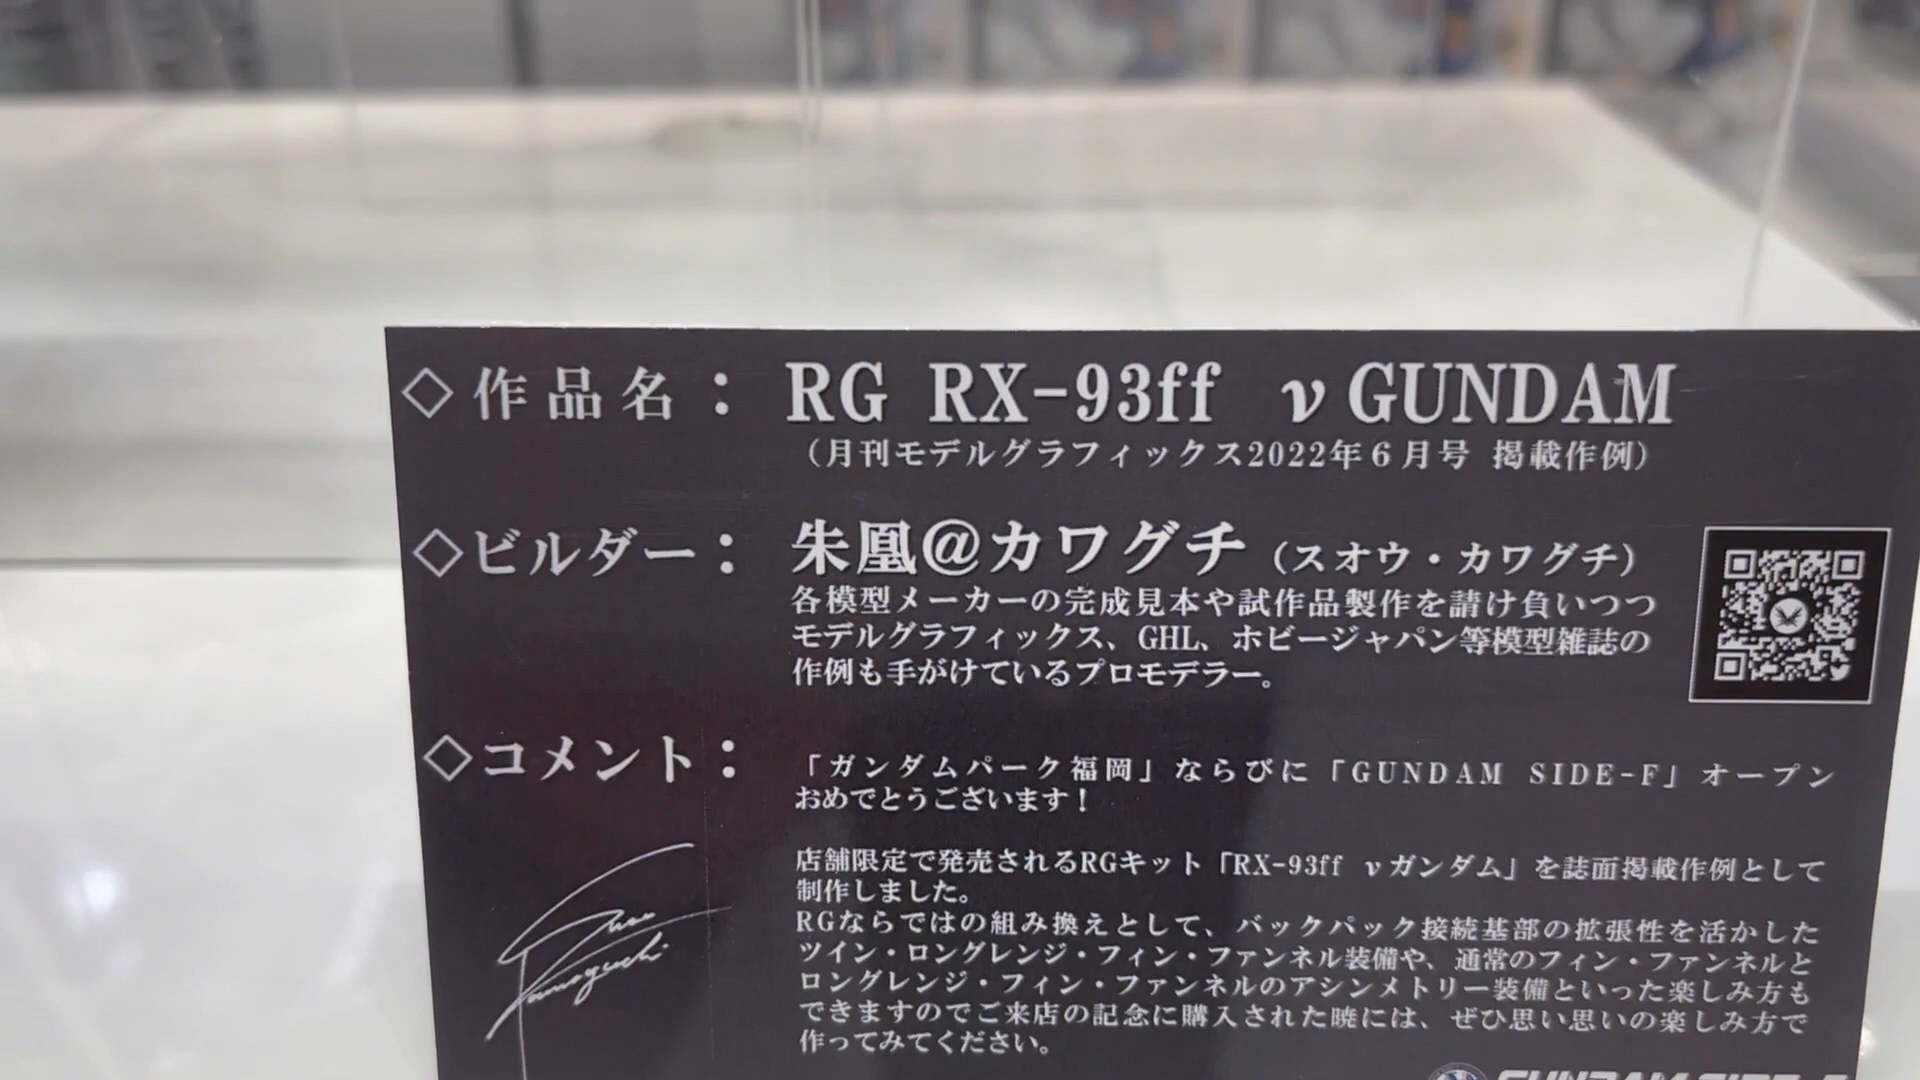 ◇作品名： RG RX-93ff ν GUNDAM
（月刊モデルグラフィックス2022年６月号 掲載作例）
◇ビルダー： 朱凰@カワグチ（スオウ・カワグチ）
各模型メーカーの完成見本や試作品製作を請け負いつつ
モデルグラフィックス、GHL、ホビージャパン等模型雑誌の
作例も手がけているプロモデラー。
◇コメント：
「ガンダムパーク福岡」ならびに「GUNDAM SIDE-F」オープン
おめでとうございます！
店舗限定で発売されるRGキット「RX-93ff νガンダム」を誌面掲載作例として
制作しました。
RGならではの組み換えとして、バックパック接続基部の拡張性を活かした
ツイン・ロングレンジ・フィン・ファンネル装備や、通常のフィン・ファンネルと
ロングレンジ・フィン・ファンネルのアシンメトリー装備といった楽しみ方も
できますのでご来店の記念に購入された暁には、ぜひ思い思いの楽しみ方で
作ってみてください。